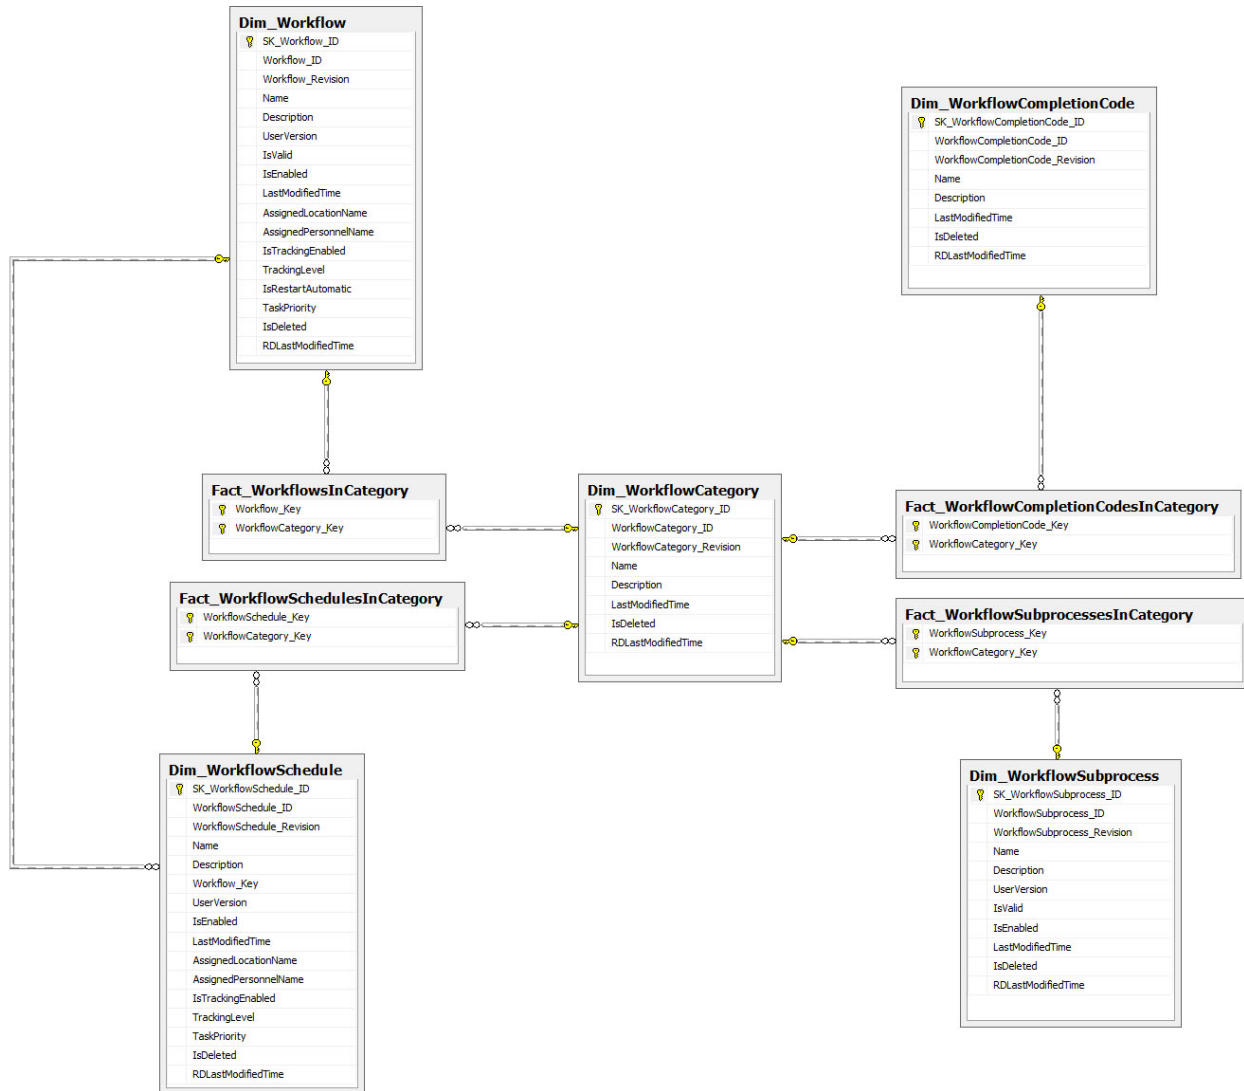 Dim_Workflow
SK_Workflow_ID
Workflow_ID
Workflow_Revision
Name
Description
UserVersion
IsValid
IsEnabled
LastModifiedTime
AssignedLocationName
AssignedPersonnelName
IsTrackingEnabled
TrackingLevel
IsRestartAutomatic
TaskPriority
IsDeleted
RDLastModifiedTime
Dim_WorkflowCompletionCode
SK_WorkflowCompletionCode_ID
WorkflowCompletionCode_ID
WorkflowCompletionCode_Revision
Name
Description
LastModifiedTime
IsDeleted
RDLastModifiedTime
Fact_WorkflowsInCategory
Workflow_Key
WorkflowCategory_Key
Dim_WorkflowCategory
SK_WorkflowCategory_ID
WorkflowCategory_ID
WorkflowCategory_Revision
Name
Description
LastModifiedTime
IsDeleted
RDLastModifiedTime
Fact_WorkflowCompletionCodesInCategory
WorkflowCompletionCode_Key
WorkflowCategory_Key
Fact_WorkflowSchedulesInCategory
WorkflowSchedule_Key
WorkflowCategory_Key
Fact_WorkflowSubprocessesInCategory
WorkflowSubprocess_Key
WorkflowCategory_Key
Dim_WorkflowSchedule
SK_WorkflowSchedule_ID
WorkflowSchedule_ID
WorkflowSchedule_Revision
Name
Description
Workflow_Key
UserVersion
IsEnabled
LastModifiedTime
AssignedLocationName
AssignedPersonnelName
IsTrackingEnabled
TrackingLevel
TaskPriority
IsDeleted
RDLastModifiedTime
Dim_WorkflowSubprocess
SK_WorkflowSubprocess_ID
WorkflowSubprocess_ID
WorkflowSubprocess_Revision
Name
Description
UserVersion
IsValid
IsEnabled
LastModifiedTime
IsDeleted
RDLastModifiedTime